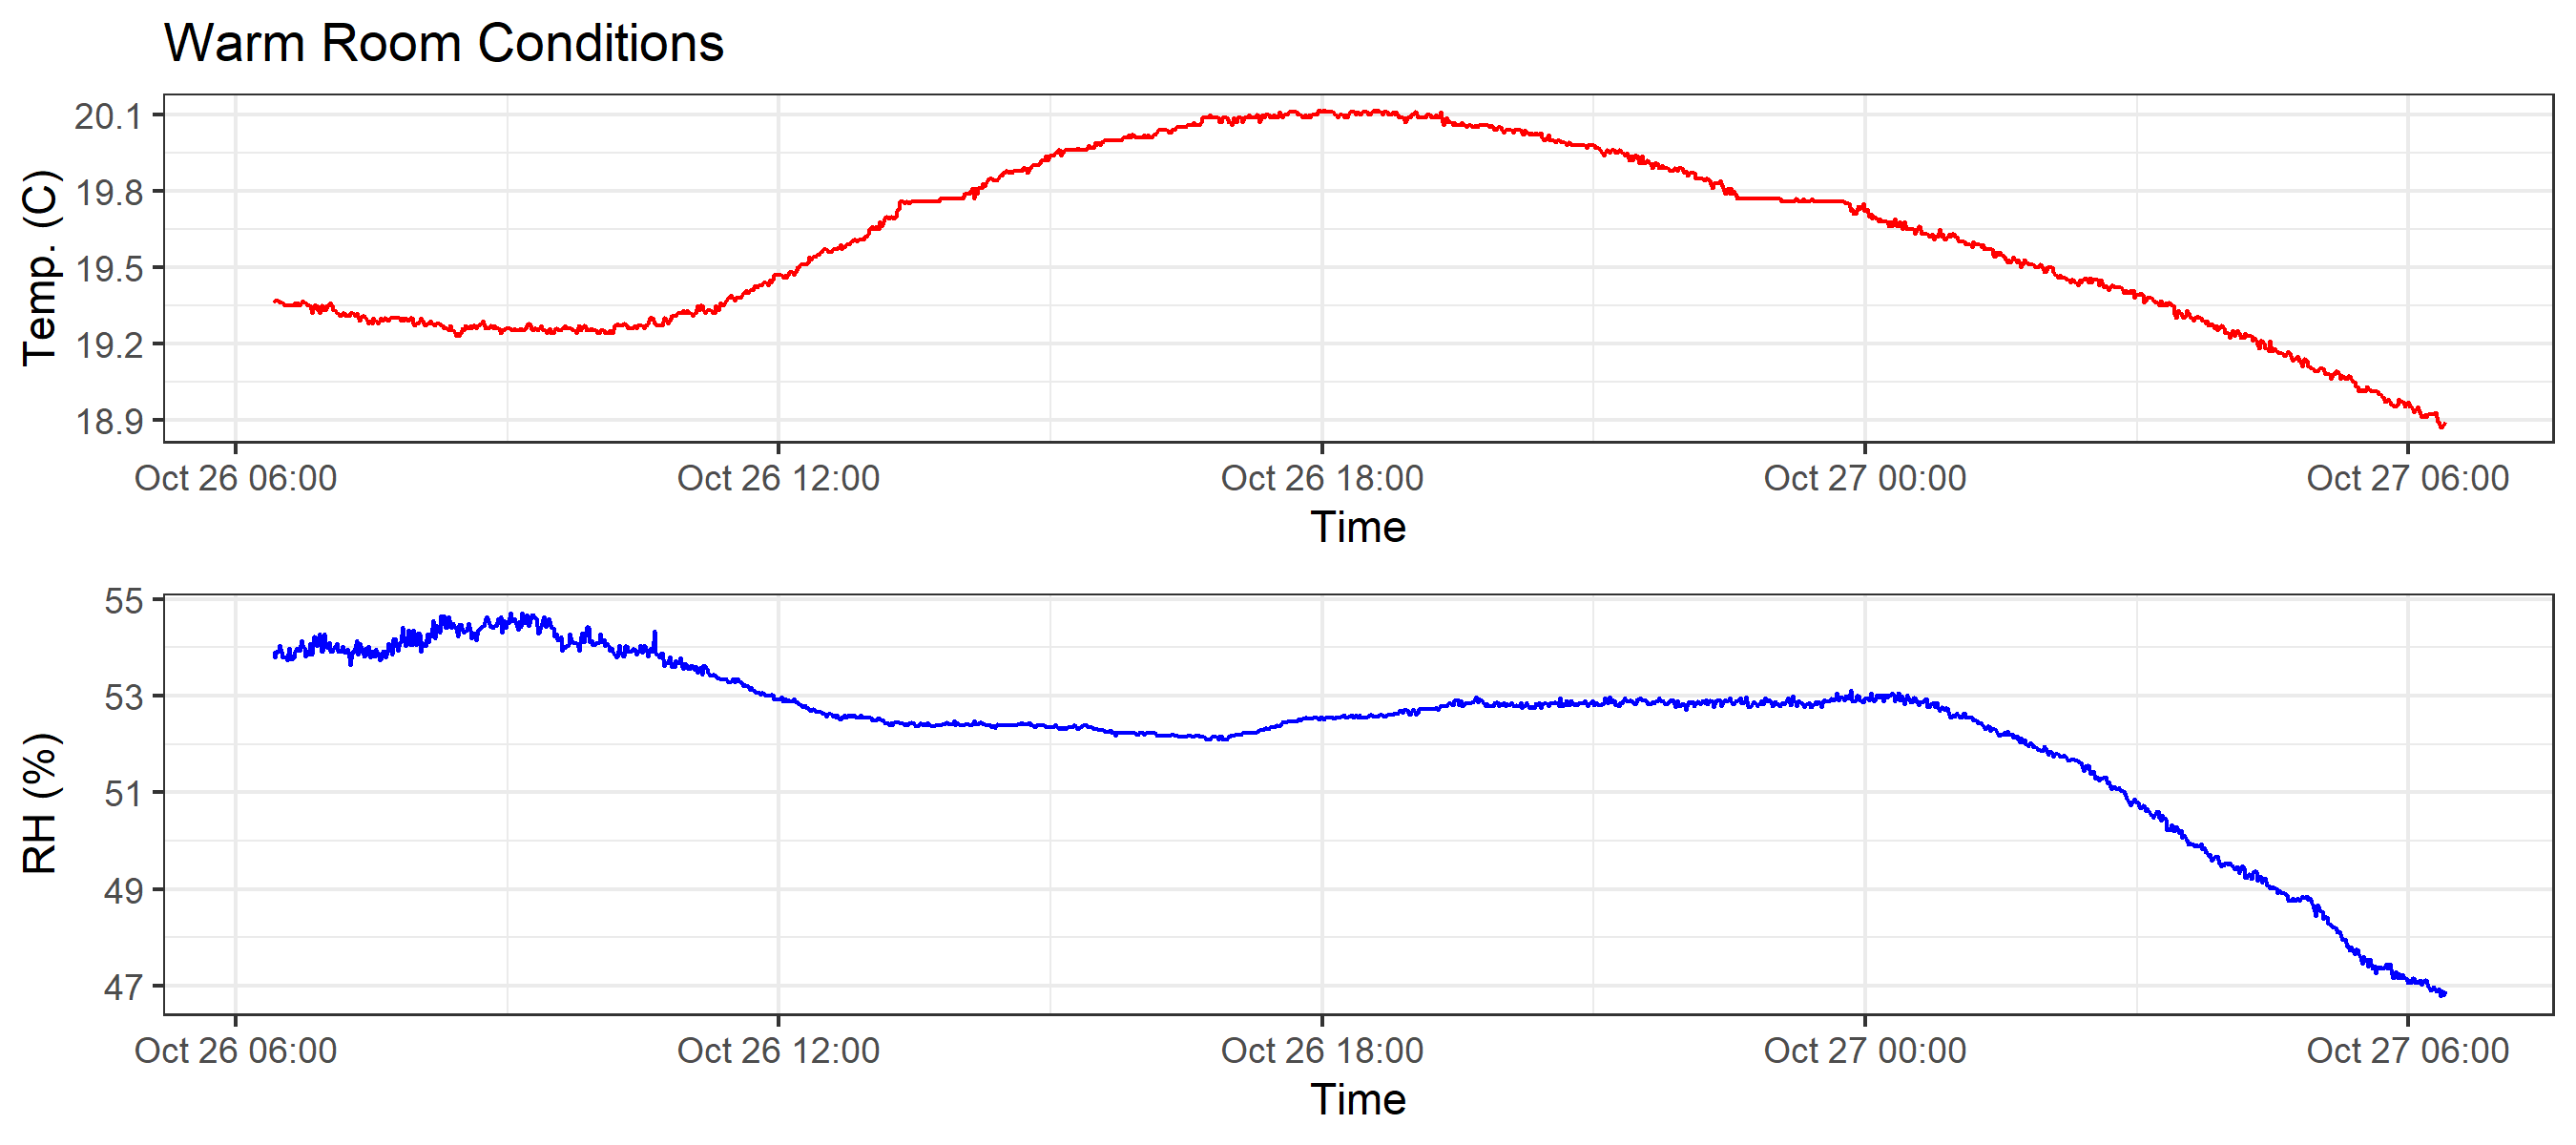 Warm Room Conditions
Temp. (C)
20.1
19.8
19.5
19.2
18.9
Oct 26 06:00 Oct 26 12:00 Oct 26 18:00 Oct 27 00:00 Oct 27 06:00
Time
RH (%)
55
53
51
49
47
Oct 26 06:00 Oct 26 12:00 Oct 26 18:00 Oct 27 00:00 Oct 27 06:00
Time